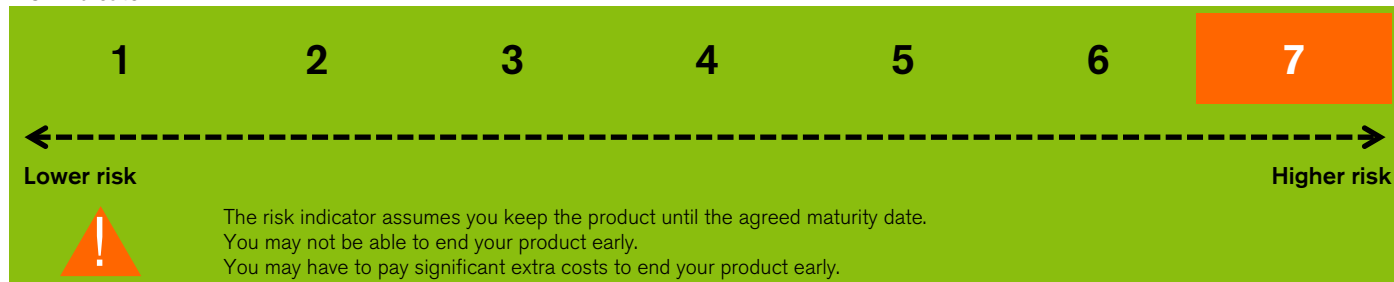 1 2 3 4 5 6 7
Lower risk Higher risk
!
The risk indicator assumes you keep the product until the agreed maturity date.
You may not be able to end your product early.
You may have to pay significant extra costs to end your product early.